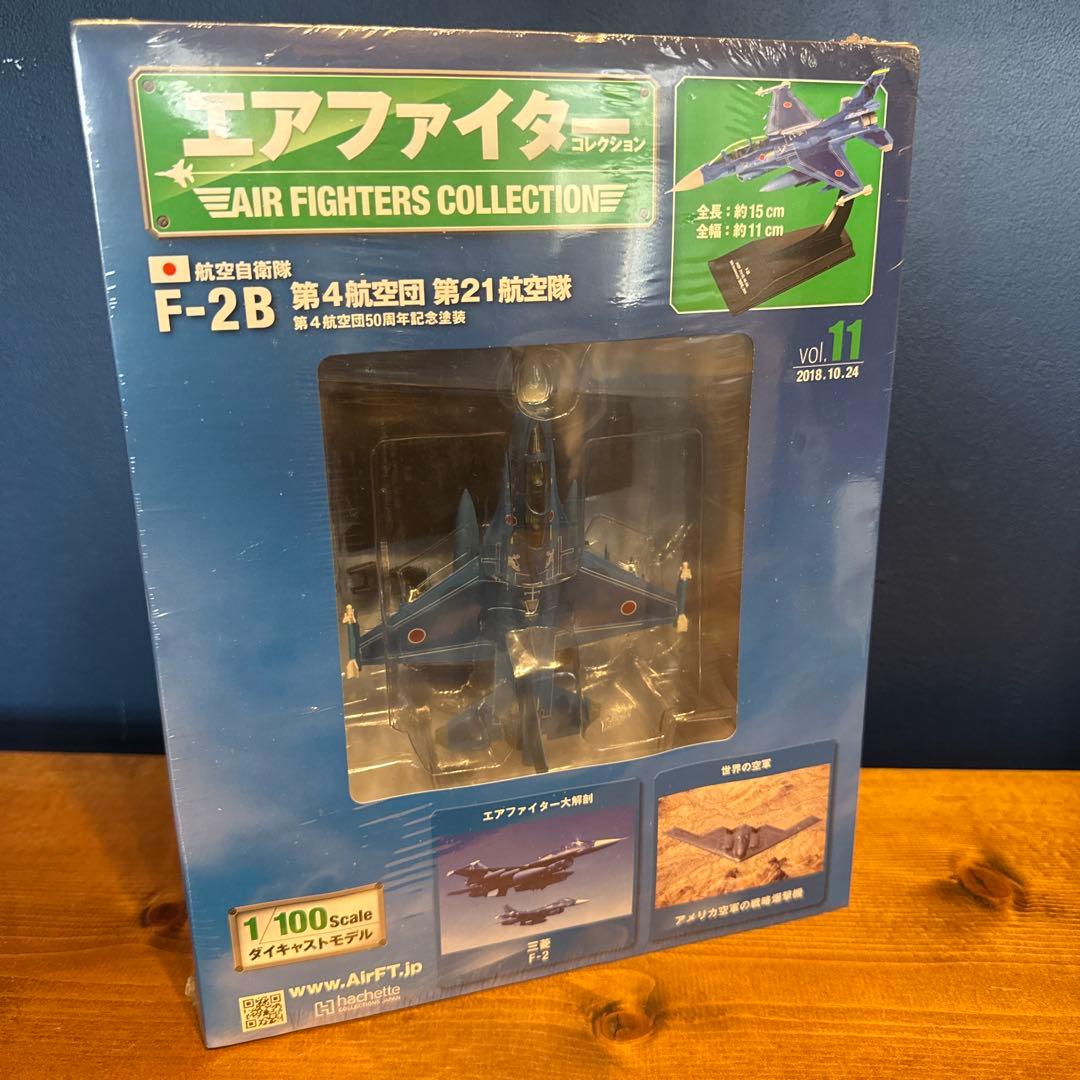 エアファイター
コレクション
AIR FIGHTERS COLLECTION
全長：約15cm
全幅：約11cm
航空自衛隊
F-2B 第4航空団 第21航空隊
第4航空団50周年記念塗装
vol.11
2018.10.24
エアファイター大解剖
三菱
F-2
世界の空軍
アメリカ空軍の戦略爆撃機
1/100 Scale
ダイキャストモデル
www.AirFT.jp
hachette
COLLECTIONS JAPAN